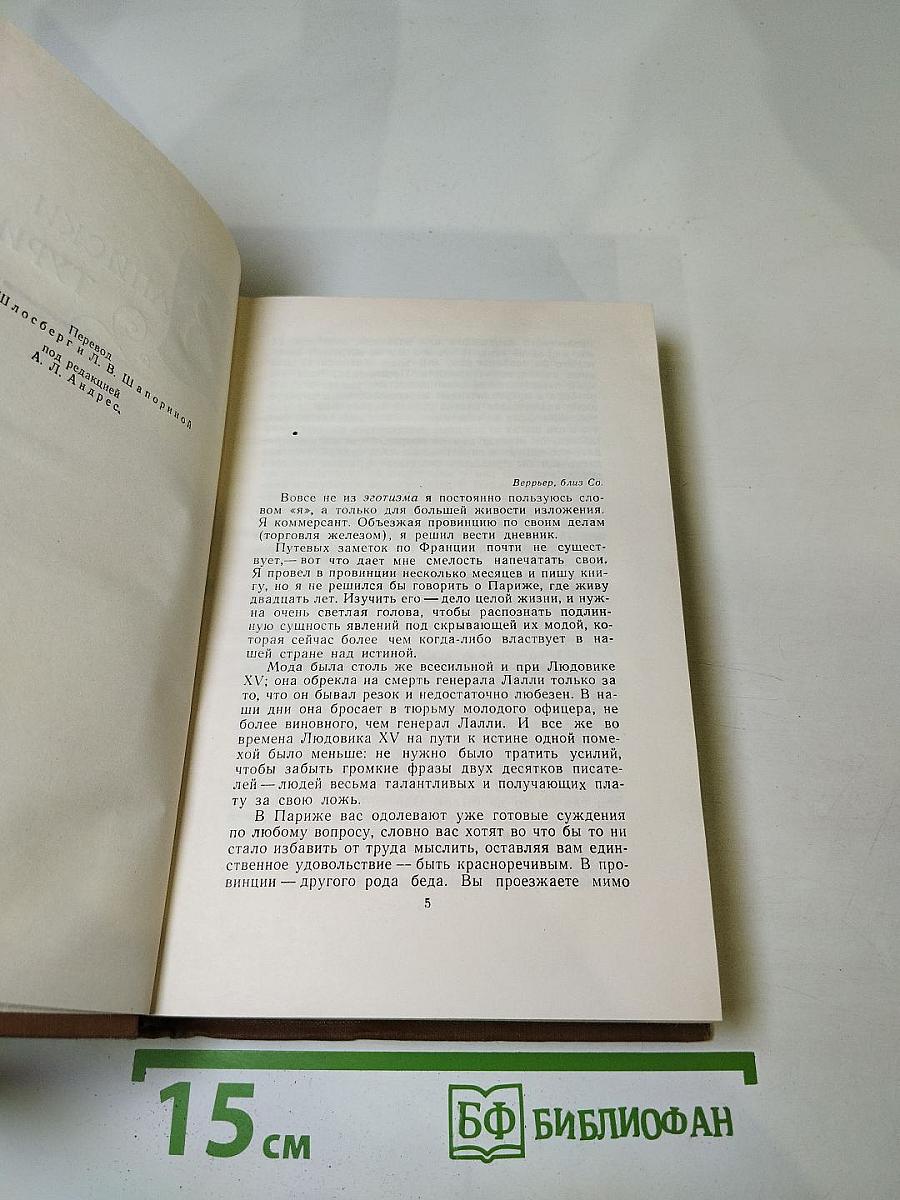 Перевод
Шлосберг и Л. В. Шапориной
под редакцией
А. Л. Андрес.
Веррьер, близ Со.
Вовсе не из эготизма я постоянно пользуюсь сло-
вом «я», а только для большей живости изложения.
Я коммерсант. Объезжая провинцию по своим делам
(торговля железом), я решил вести дневник.
Путевых заметок по Франции почти не сущест-
вует,— вот что дает мне смелость напечатать свои.
Я провел в провинции несколько месяцев и пишу кни-
гу, но я не решился бы говорить о Париже, где живу
двадцать лет. Изучить его — дело целой жизни, и нуж-
на очень светлая голова, чтобы распознать подлин-
ную сущность явлений под скрывающей их модой, ко-
торая сейчас более чем когда-либо властвует в на-
шей стране над истиной.
Мода была столь же всесильной и при Людовике
XV; она обрекла на смерть генерала Лалли только за
то, что он бывал резок и недостаточно любезен. В на-
ши дни она бросает в тюрьму молодого офицера, не
более виновного, чем генерал Лалли. И все же во
времена Людовика XV на пути к истине одной поме-
хой было меньше: не нужно было тратить усилий,
чтобы забыть громкие фразы двух десятков писате-
лей — людей весьма талантливых и получающих пла-
ту за свою ложь.
В Париже вас одолевают уже готовые суждения
по любому вопросу, словно вас хотят во что бы то ни
стало избавить от труда мыслить, оставляя вам един-
ственное удовольствие — быть красноречивым. В про-
винции — другого рода беда. Вы проезжаете мимо
5
15 см
БФ БИБЛИОФАН